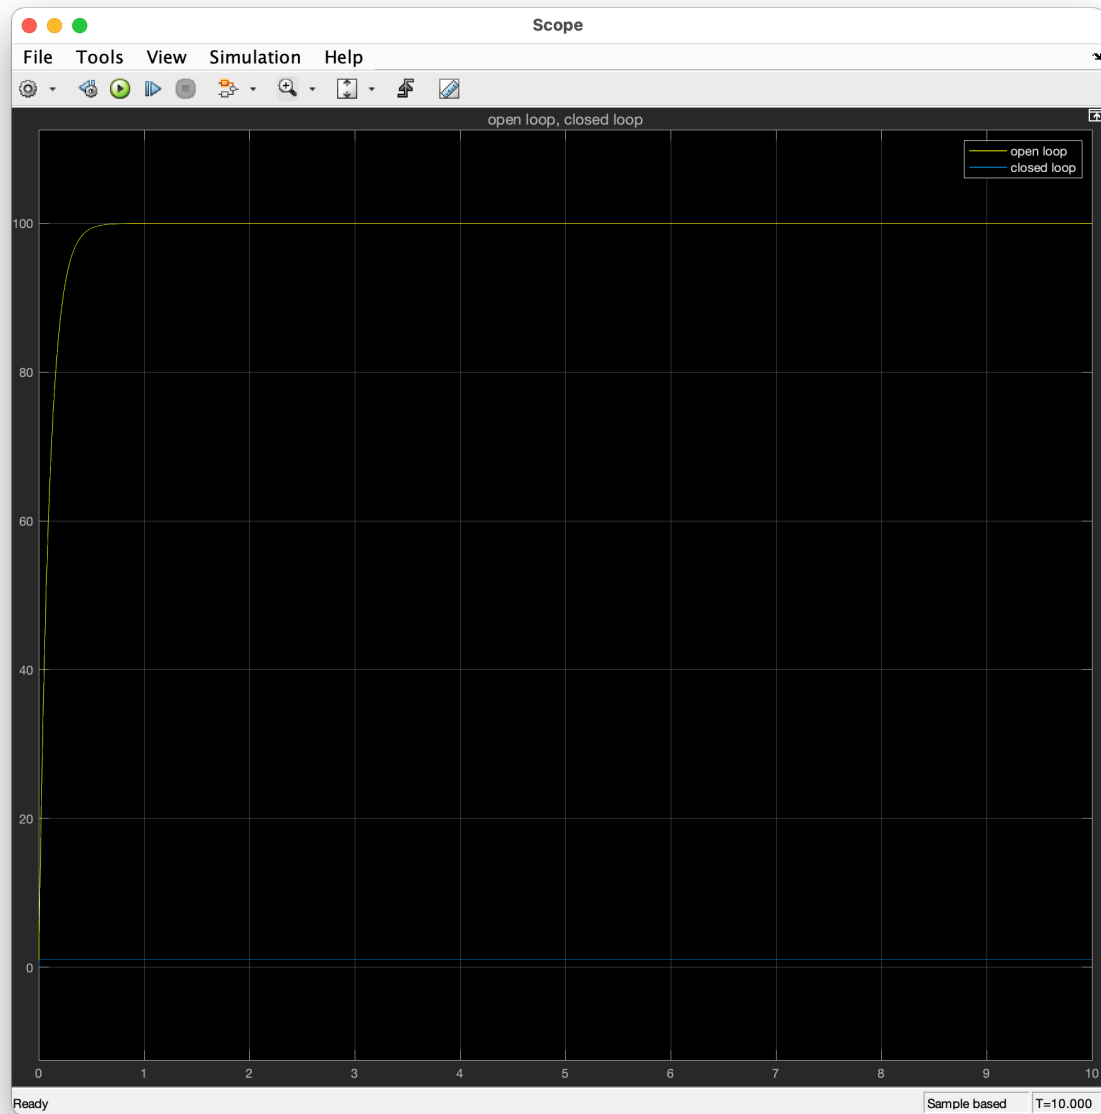 Scope
File Tools View Simulation Help
open loop, closed loop
open loop
closed loop
100
80
60
40
20
0
0 1 2 3 4 5 6 7 8 9 10
Ready Sample based T=10.000